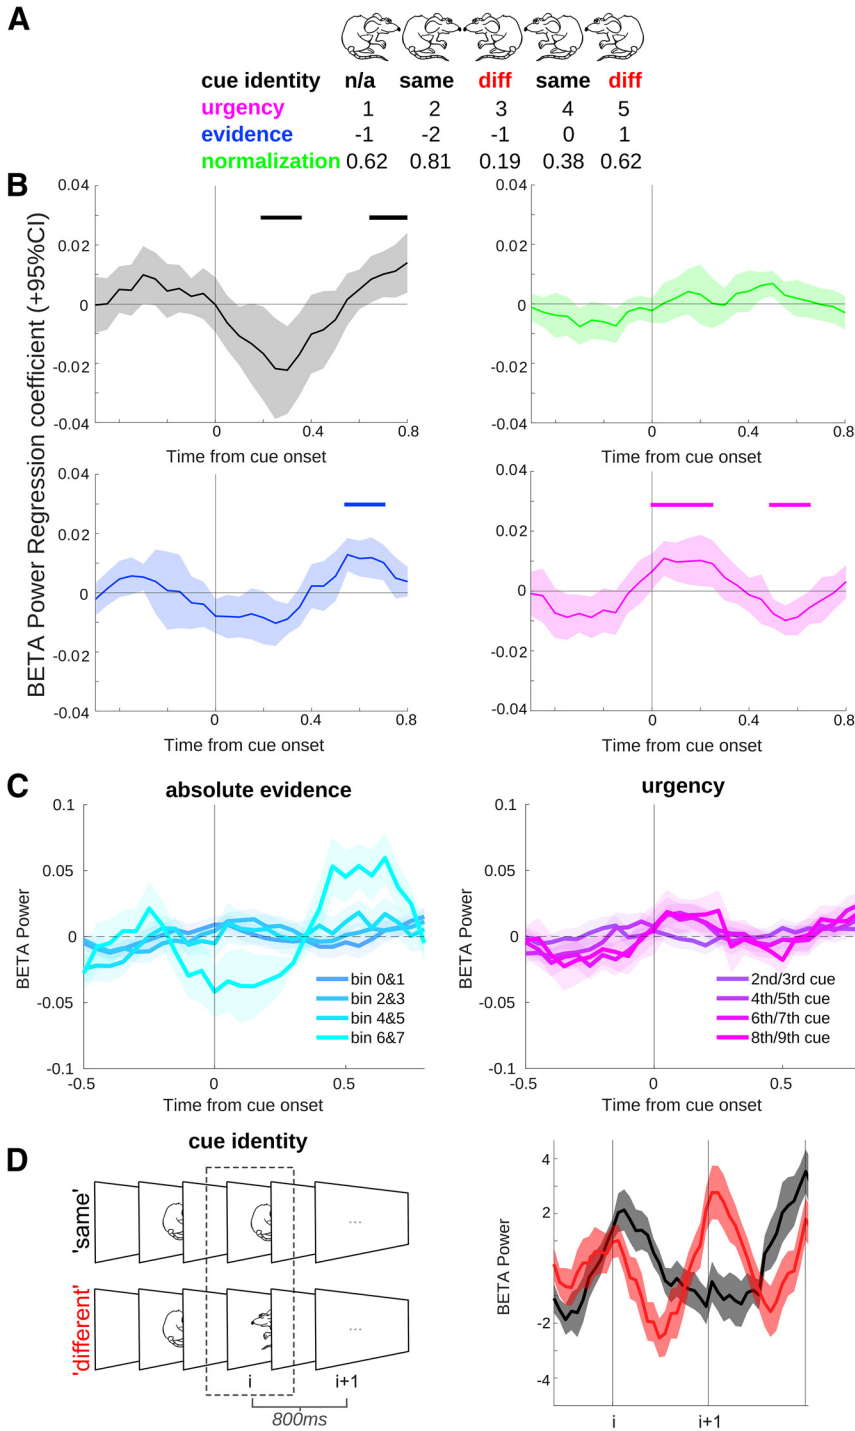 A
cue identity n/a same diff same diff
urgency 1 2 3 4 5
evidence -1 -2 -1 0 1
normalization 0.62 0.81 0.19 0.38 0.62
B
BETA Power Regression coefficient (+95%CI)
0.04 0.04
0.02 0.02
0 0
-0.02 -0.02
-0.04 -0.04
0 0.4 0.8 0 0.4 0.8
Time from cue onset Time from cue onset
0.04 0.04
0.02 0.02
0 0
-0.02 -0.02
-0.04 -0.04
0 0.4 0.8 0 0.4 0.8
Time from cue onset Time from cue onset
C
absolute evidence urgency
BETA Power BETA Power
0.1 0.1
0.05 0.05
0 0
-0.05 -0.05
-0.1 -0.1
bin 0&1 2nd/3rd cue
bin 2&3 4th/5th cue
bin 4&5 6th/7th cue
bin 6&7 8th/9th cue
-0.5 0 0.5 -0.5 0 0.5
Time from cue onset Time from cue onset
D
cue identity
'same'
...
'different'
...
i i+1
800ms
BETA Power
4
2
-2
-4
i i+1